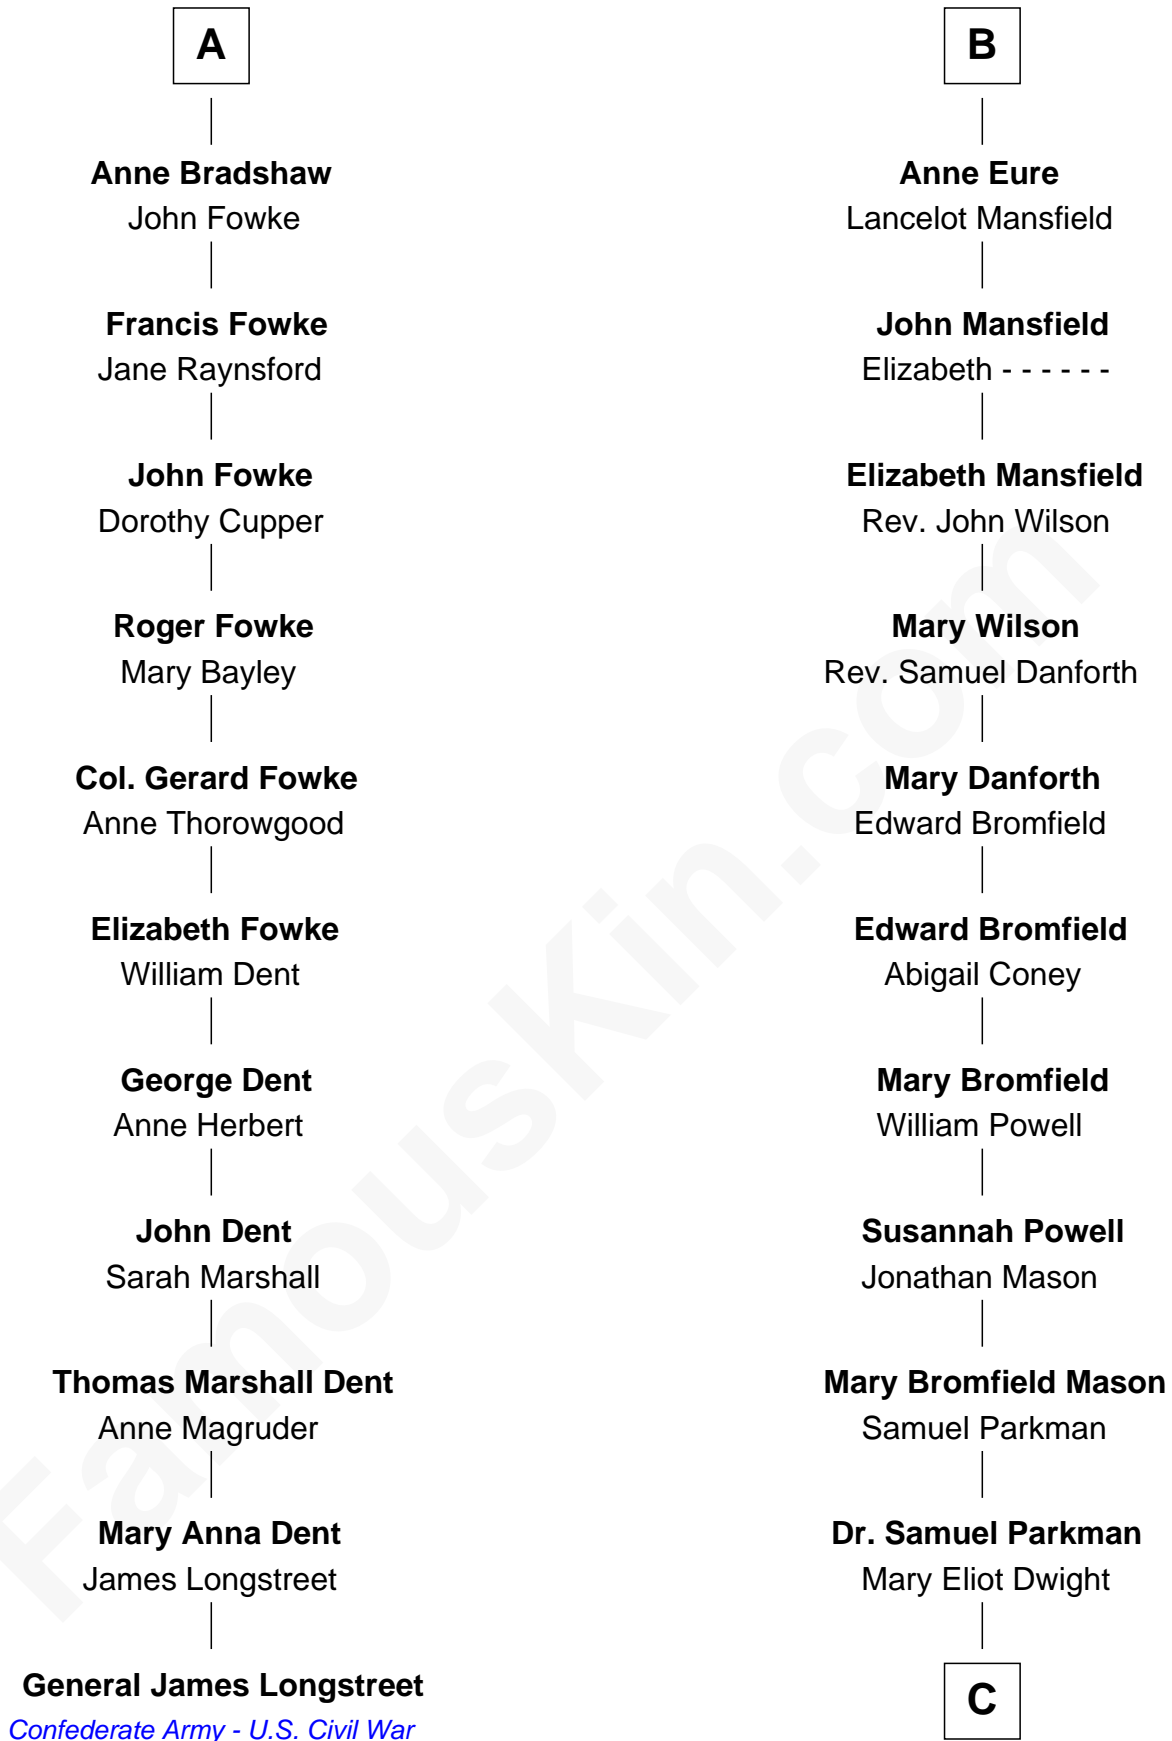 A
Anne Bradshaw
John Fowke
Francis Fowke
Jane Raynsford
John Fowke
Dorothy Cupper
Roger Fowke
Mary Bayley
Col. Gerard Fowke
Anne Thorowgood
Elizabeth Fowke
William Dent
George Dent
Anne Herbert
John Dent
Sarah Marshall
Thomas Marshall Dent
Anne Magruder
Mary Anna Dent
James Longstreet
General James Longstreet
Confederate Army - U.S. Civil War
B
Anne Eure
Lancelot Mansfield
John Mansfield
Elizabeth - - - - - -
Elizabeth Mansfield
Rev. John Wilson
Mary Wilson
Rev. Samuel Danforth
Mary Danforth
Edward Bromfield
Edward Bromfield
Abigail Coney
Mary Bromfield
William Powell
Susannah Powell
Jonathan Mason
Mary Bromfield Mason
Samuel Parkman
Dr. Samuel Parkman
Mary Eliot Dwight
C
FamousKin.com